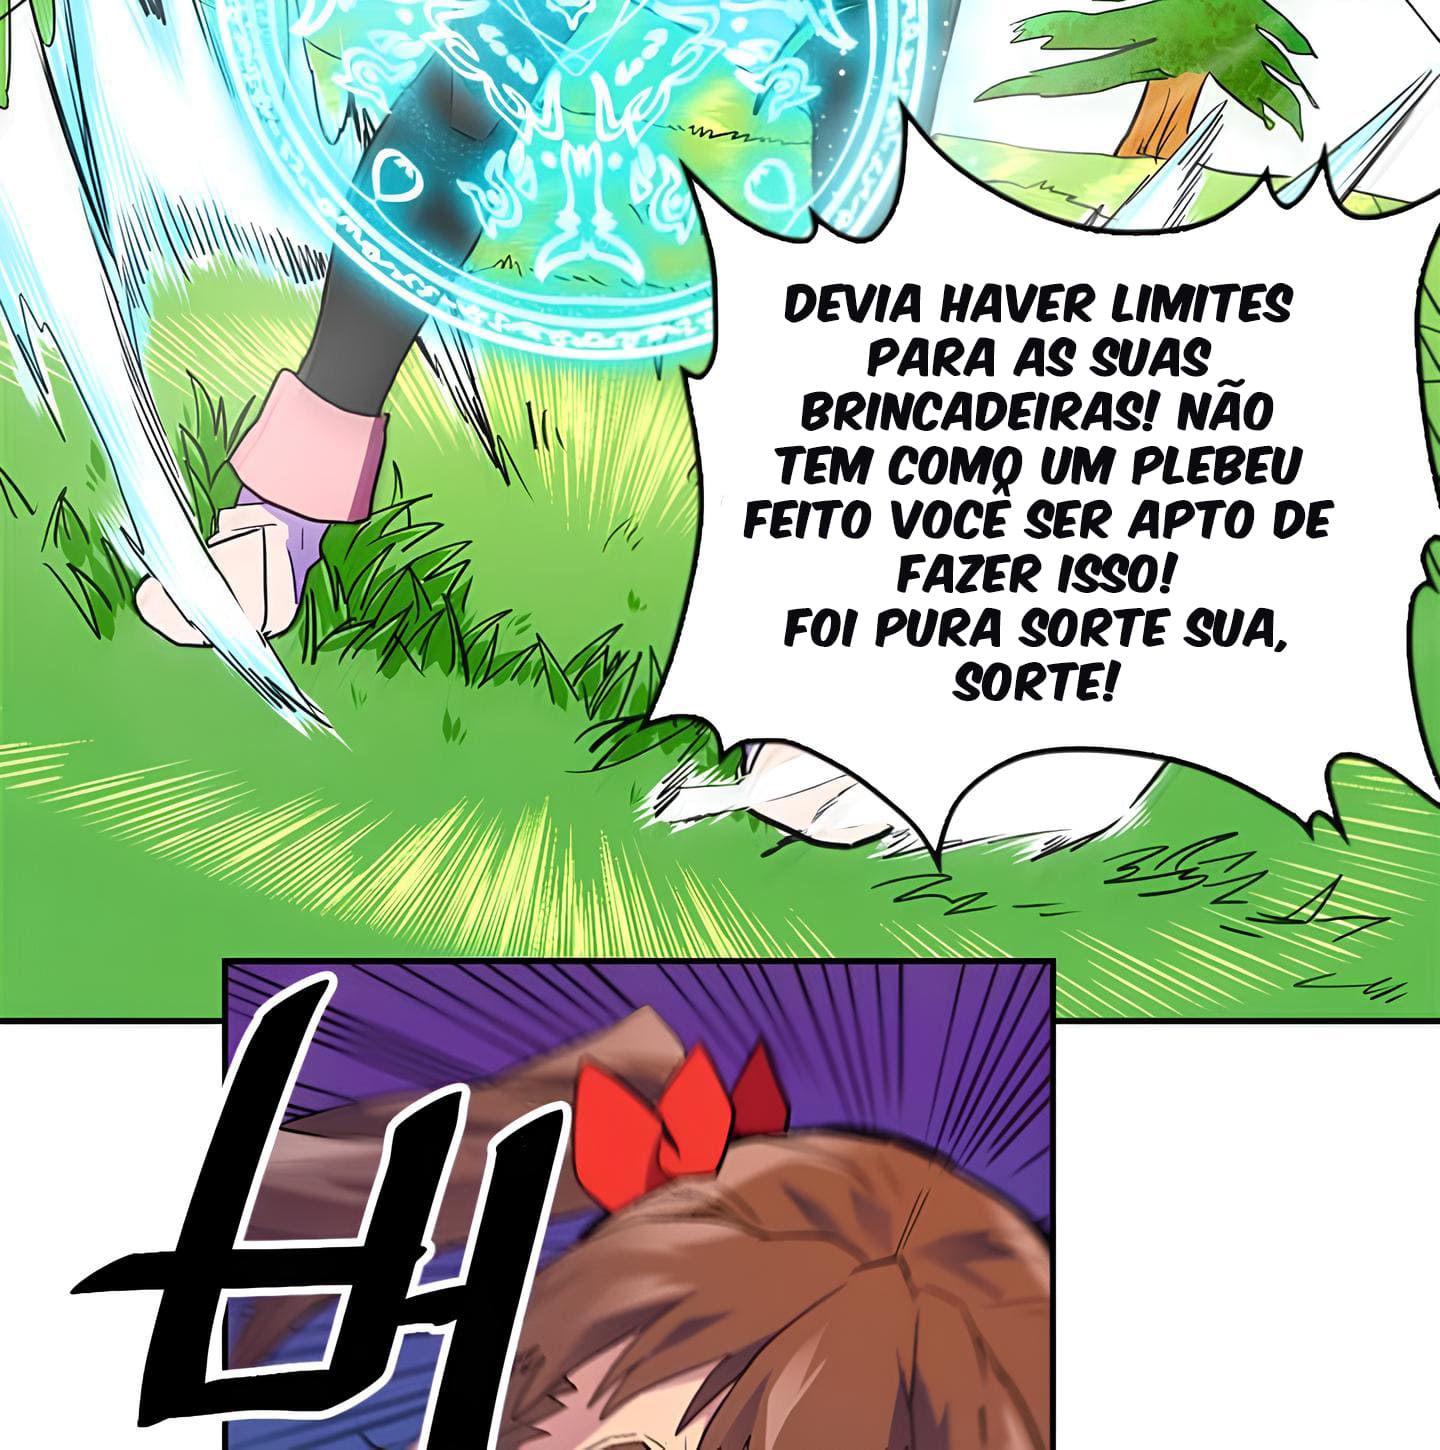 DEVIA HAVER LIMITES
PARA AS SUAS
BRINCADEIRAS! NÃO
TEM COMO UM PLEBEU
FEITO VOCÊ SER APTO DE
FAZER ISSO!
FOI PURA SORTE SUA,
SORTE!
버